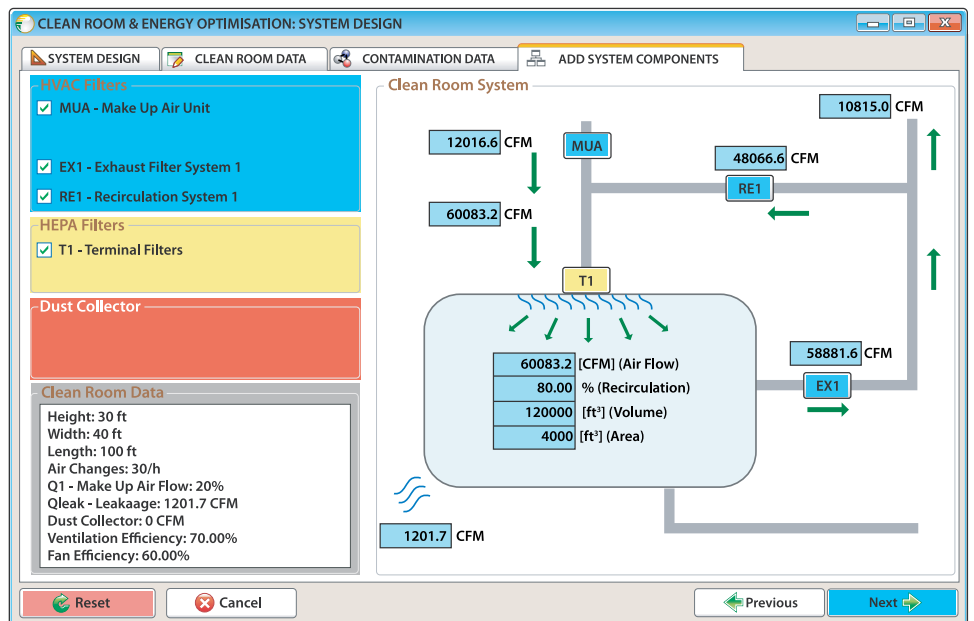 CLEAN ROOM & ENERGY OPTIMISATION: SYSTEM DESIGN
SYSTEM DESIGN
CLEAN ROOM DATA
CONTAMINATION DATA
ADD SYSTEM COMPONENTS
HVAC Filters
MUA - Make Up Air Unit
EX1 - Exhaust Filter System 1
RE1 - Recirculation System 1
HEPA Filters
T1 - Terminal Filters
Dust Collector
Clean Room Data
Height: 30 ft
Width: 40 ft
Length: 100 ft
Air Changes: 30/h
Q1 - Make Up Air Flow: 20%
Qleak - Leakaage: 1201.7 CFM
Dust Collector: 0 CFM
Ventilation Efficiency: 70.00%
Fan Efficiency: 60.00%
Clean Room System
10815.0 CFM
12016.6 CFM
MUA
48066.6 CFM
RE1
60083.2 CFM
T1
58881.6 CFM
EX1
60083.2 [CFM] (Air Flow)
80.00 % (Recirculation)
120000 [ft³] (Volume)
4000 [ft³] (Area)
1201.7 CFM
Reset
Cancel
Previous
Next